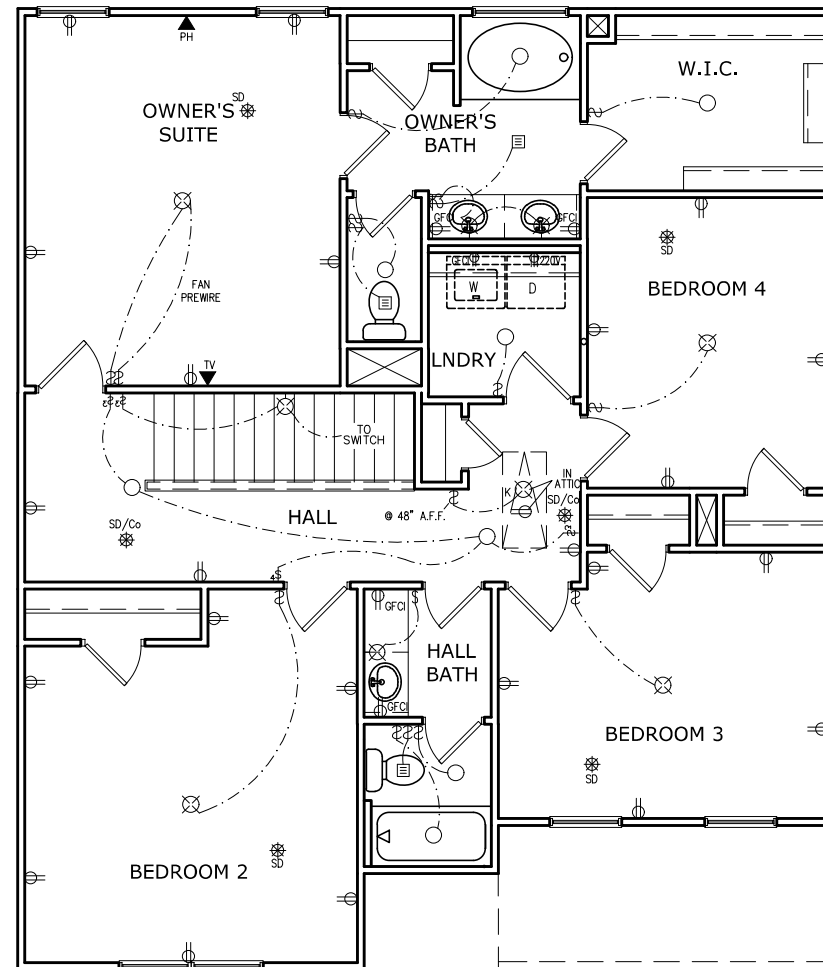 PH
OWNER'S
SUITE
SD
W.I.C.
OWNER'S
BATH
GFCI
GFCI
SD
FAN
PREWIRE
GFCI
220V
W
D
BEDROOM 4
TV
LNDRY
TO
SWITCH
IN
ATTIC
K
SD/Co
HALL
@ 48" A.F.F.
SD/Co
GFCI
HALL
BATH
GFCI
BEDROOM 3
SD
BEDROOM 2
SD